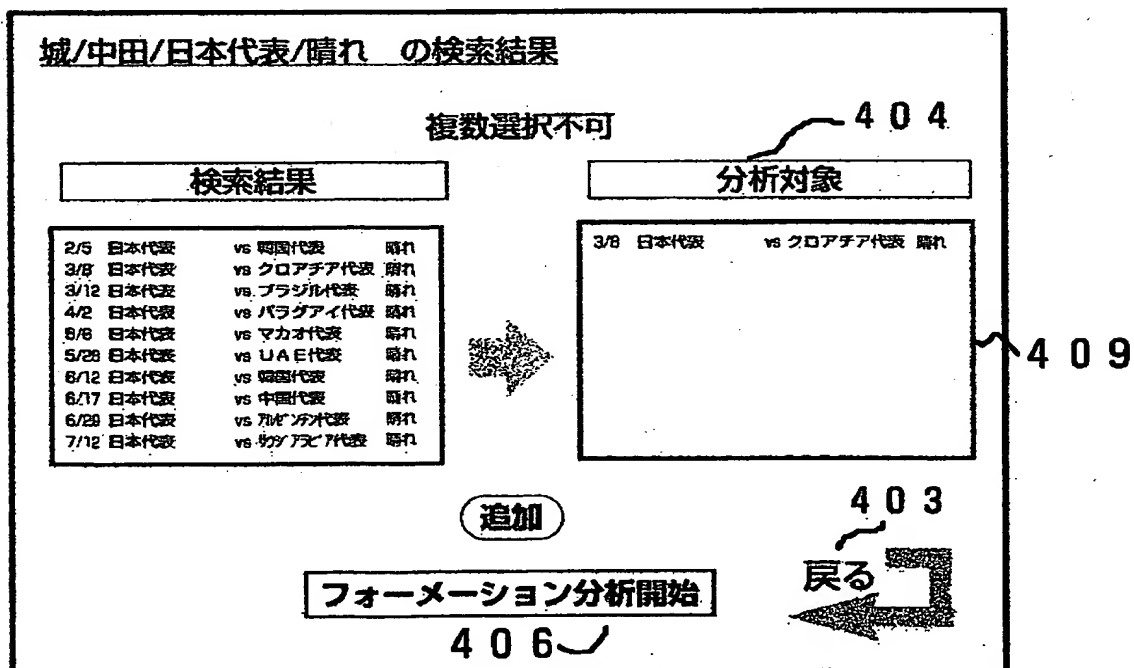 城/中田/日本代表/晴れ の検索結果
複数選択不可
404
検索結果
分析対象
2/5 日本代表 vs 韓国代表 晴れ
3/8 日本代表 vs クロアチア代表 晴れ
3/12 日本代表 vs ブラジル代表 晴れ
4/2 日本代表 vs パラグアイ代表 晴れ
日本代表 vs マカオ代表 晴れ
5/28 日本代表 vs UAE代表 晴れ
6/12 日本代表 vs 韓国代表 晴れ
6/17 日本代表 vs 中国代表 晴れ
6/29 日本代表 vs アルゼンチン代表 晴れ
7/12 日本代表 vs サウジアラビア代表 晴れ
3/8 日本代表 vs クロアチア代表 晴れ
409
追加
403
戻る
フォーメーション分析開始
406